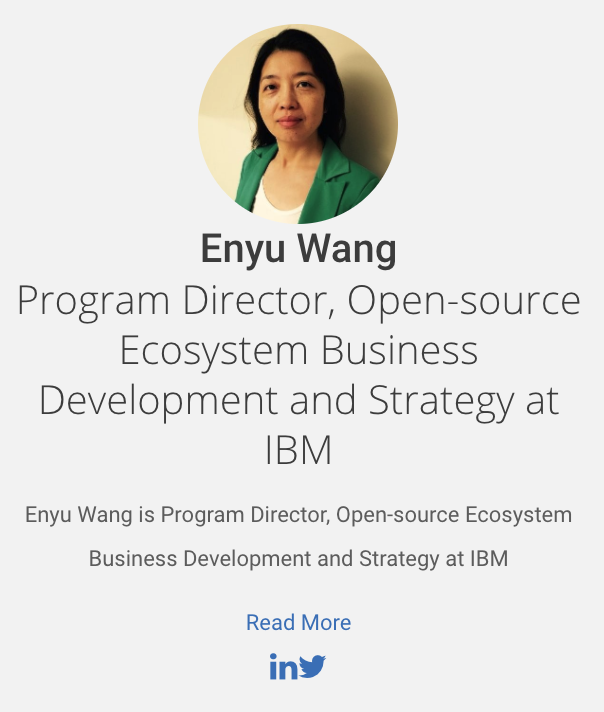 Enyu Wang
Program Director, Open-source
Ecosystem Business
Development and Strategy at
IBM
Enyu Wang is Program Director, Open-source Ecosystem
Business Development and Strategy at IBM
Read More
in